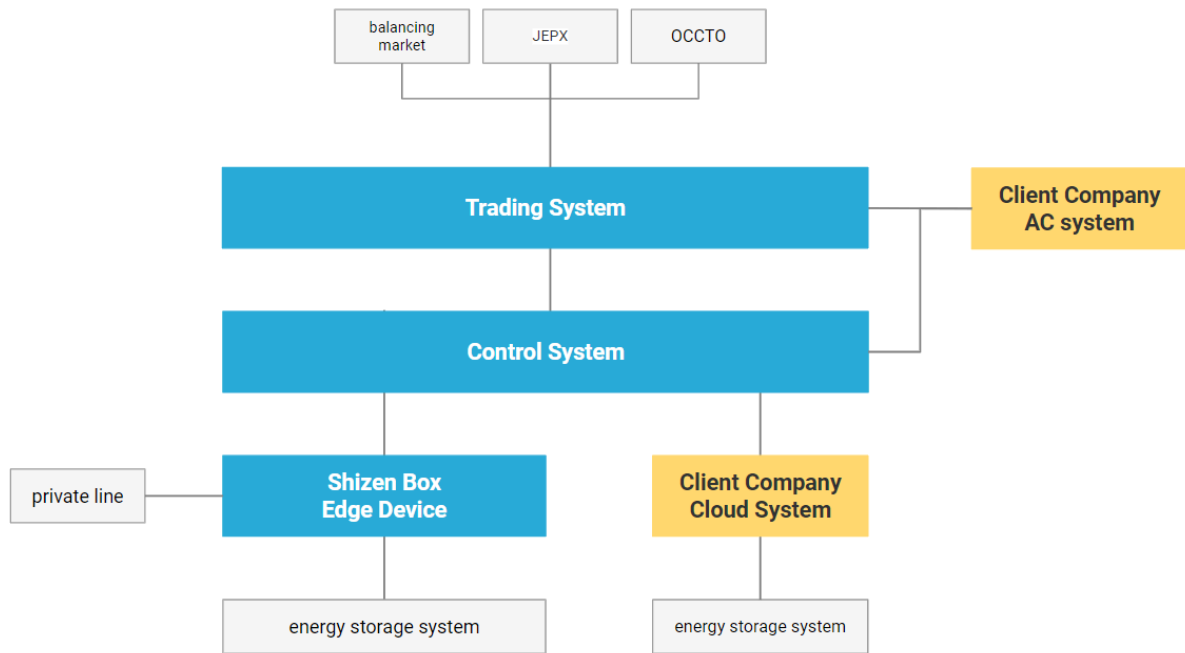 balancing
market
JEPX
OCCTO
Trading System
Client Company
AC system
Control System
private line
Shizen Box
Edge Device
Client Company
Cloud System
energy storage system
energy storage system